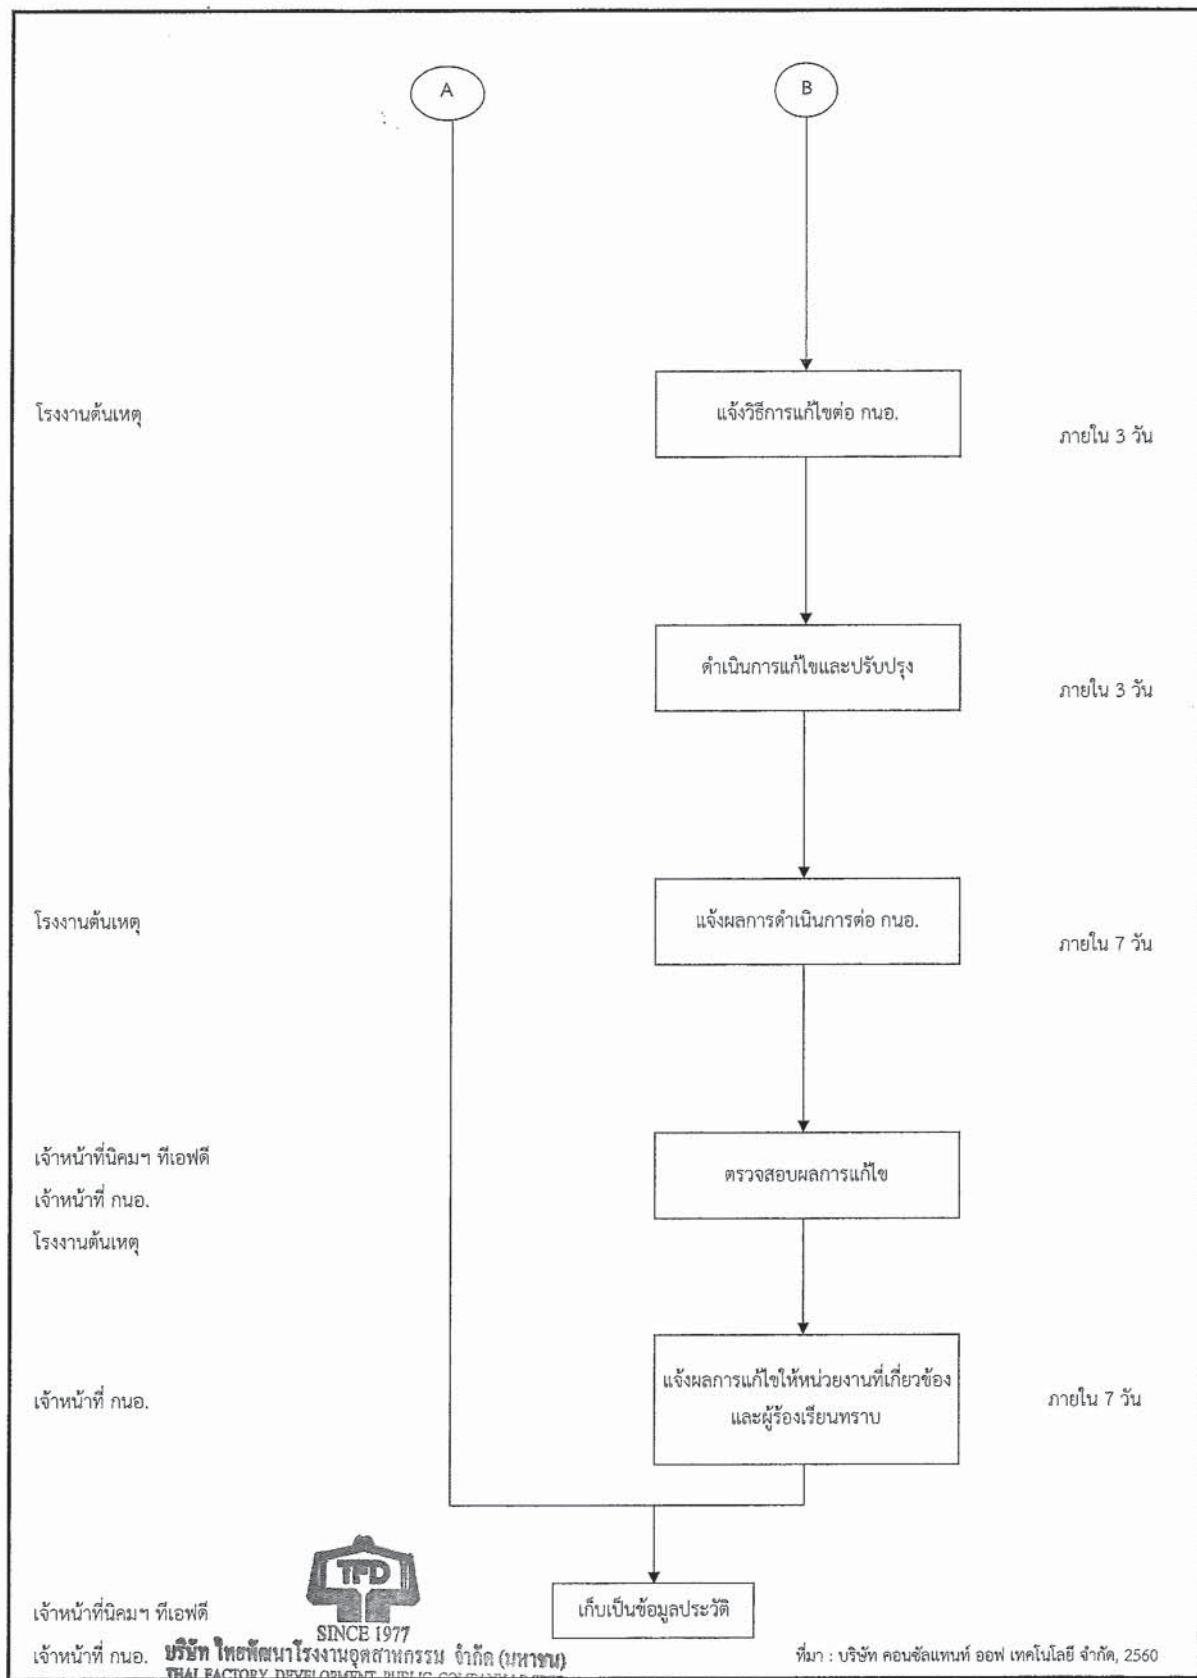 A
B
โรงงานต้นเหตุ
แจ้งวิธีการแก้ไขต่อ กนอ.
ภายใน 3 วัน
ดำเนินการแก้ไขและปรับปรุง
ภายใน 3 วัน
โรงงานต้นเหตุ
แจ้งผลการดำเนินการต่อ กนอ.
ภายใน 7 วัน
เจ้าหน้าที่นิคมฯ ทีเอฟดี
เจ้าหน้าที่ กนอ.
โรงงานต้นเหตุ
ตรวจสอบผลการแก้ไข
เจ้าหน้าที่ กนอ.
แจ้งผลการแก้ไขให้หน่วยงานที่เกี่ยวข้อง
และผู้ร้องเรียนทราบ
ภายใน 7 วัน
TFD
SINCE 1977
เจ้าหน้าที่นิคมฯ ทีเอฟดี
เก็บเป็นข้อมูลประวัติ
เจ้าหน้าที่ กนอ.
บริษัท ไทยพัฒนาโรงงานอุตสาหกรรม จำกัด (มหาชน)
THAI FACTORY DEVELOPMENT PUBLIC
ที่มา : บริษัท คอนซัลแทนท์ ออฟ เทคโนโลยี จำกัด, 2560